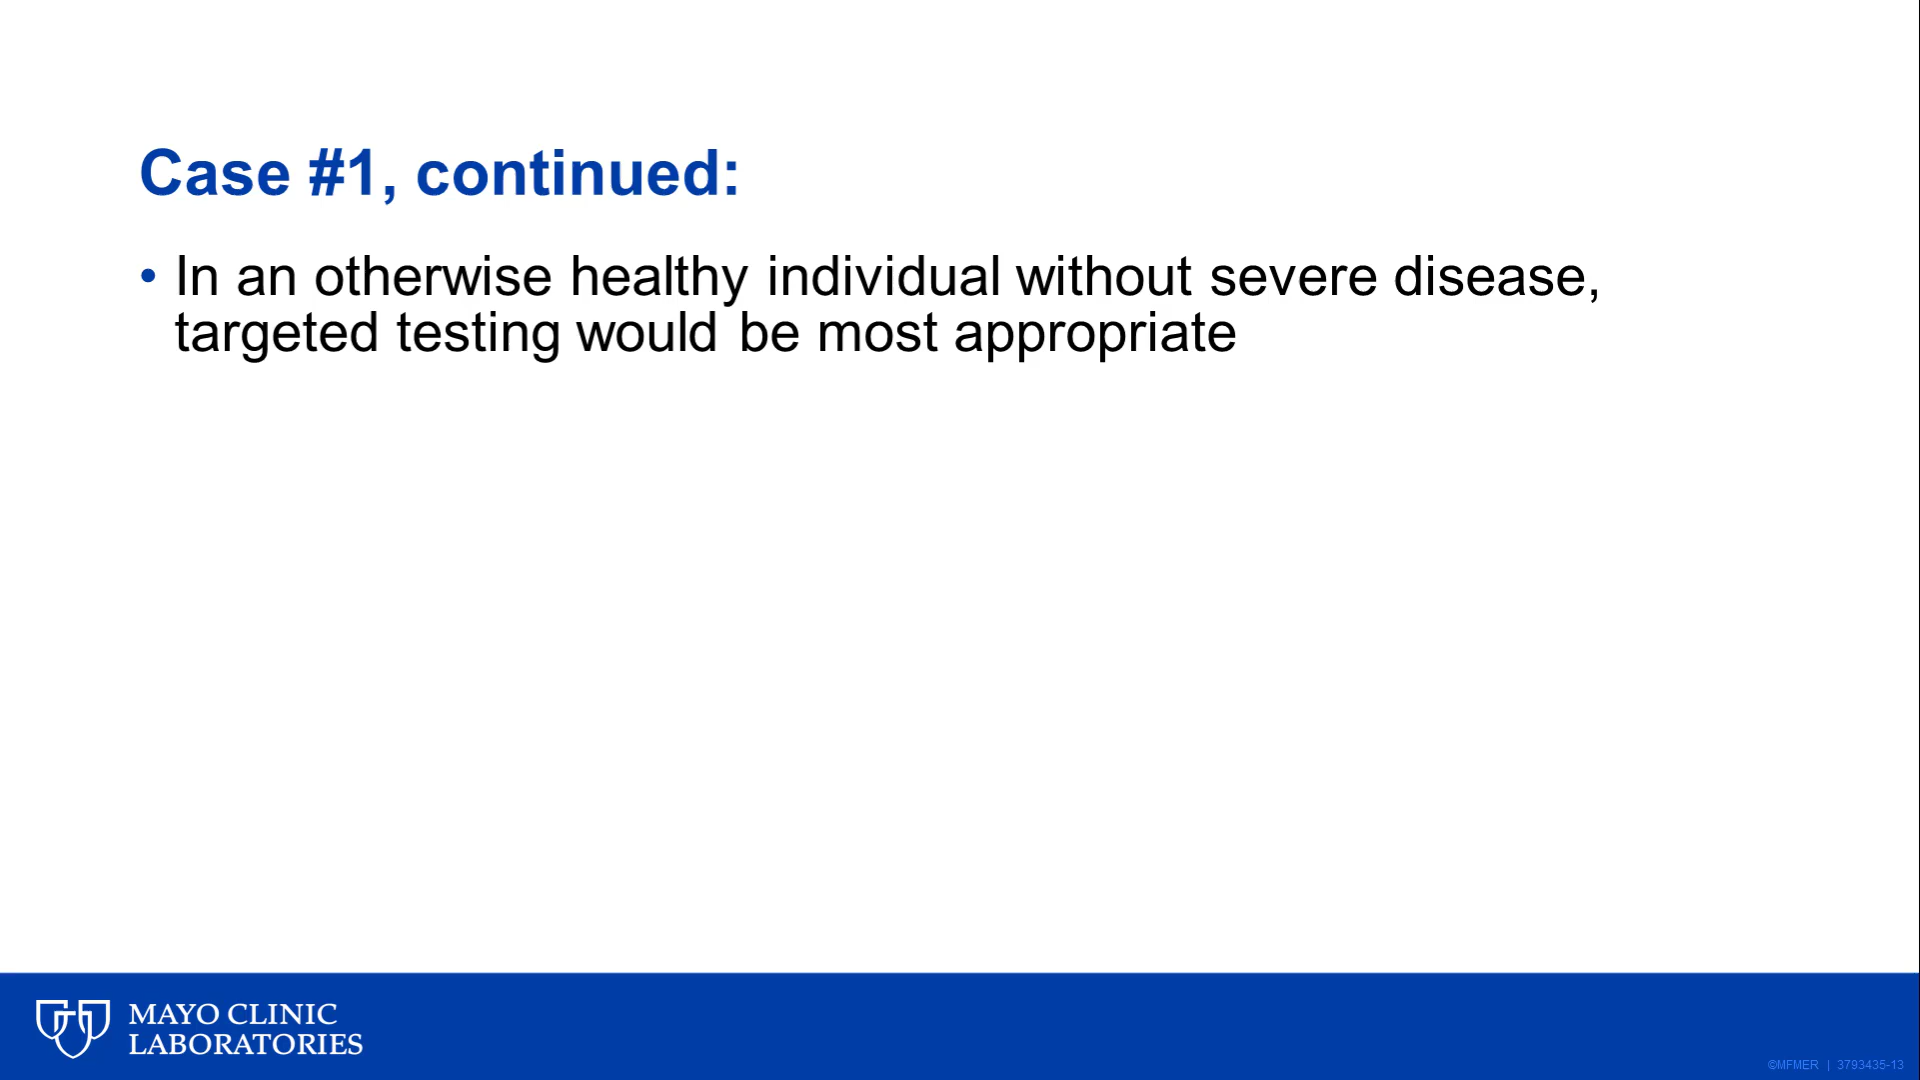 Case #1, continued:
• In an otherwise healthy individual without severe disease,
targeted testing would be most appropriate
MAYO CLINIC
LABORATORIES
©MFMER | 3793435-13